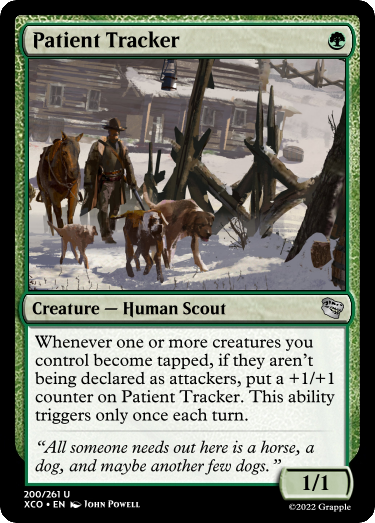 Patient Tracker
Creature — Human Scout
Whenever one or more creatures you
control become tapped, if they aren't
being declared as attackers, put a +1/+1
counter on Patient Tracker. This ability
triggers only once each turn.
“All someone needs out here is a horse, a
dog, and maybe another few dogs.”
1/1
200/261 U
XCO • EN John Powell
©2022 Grapple